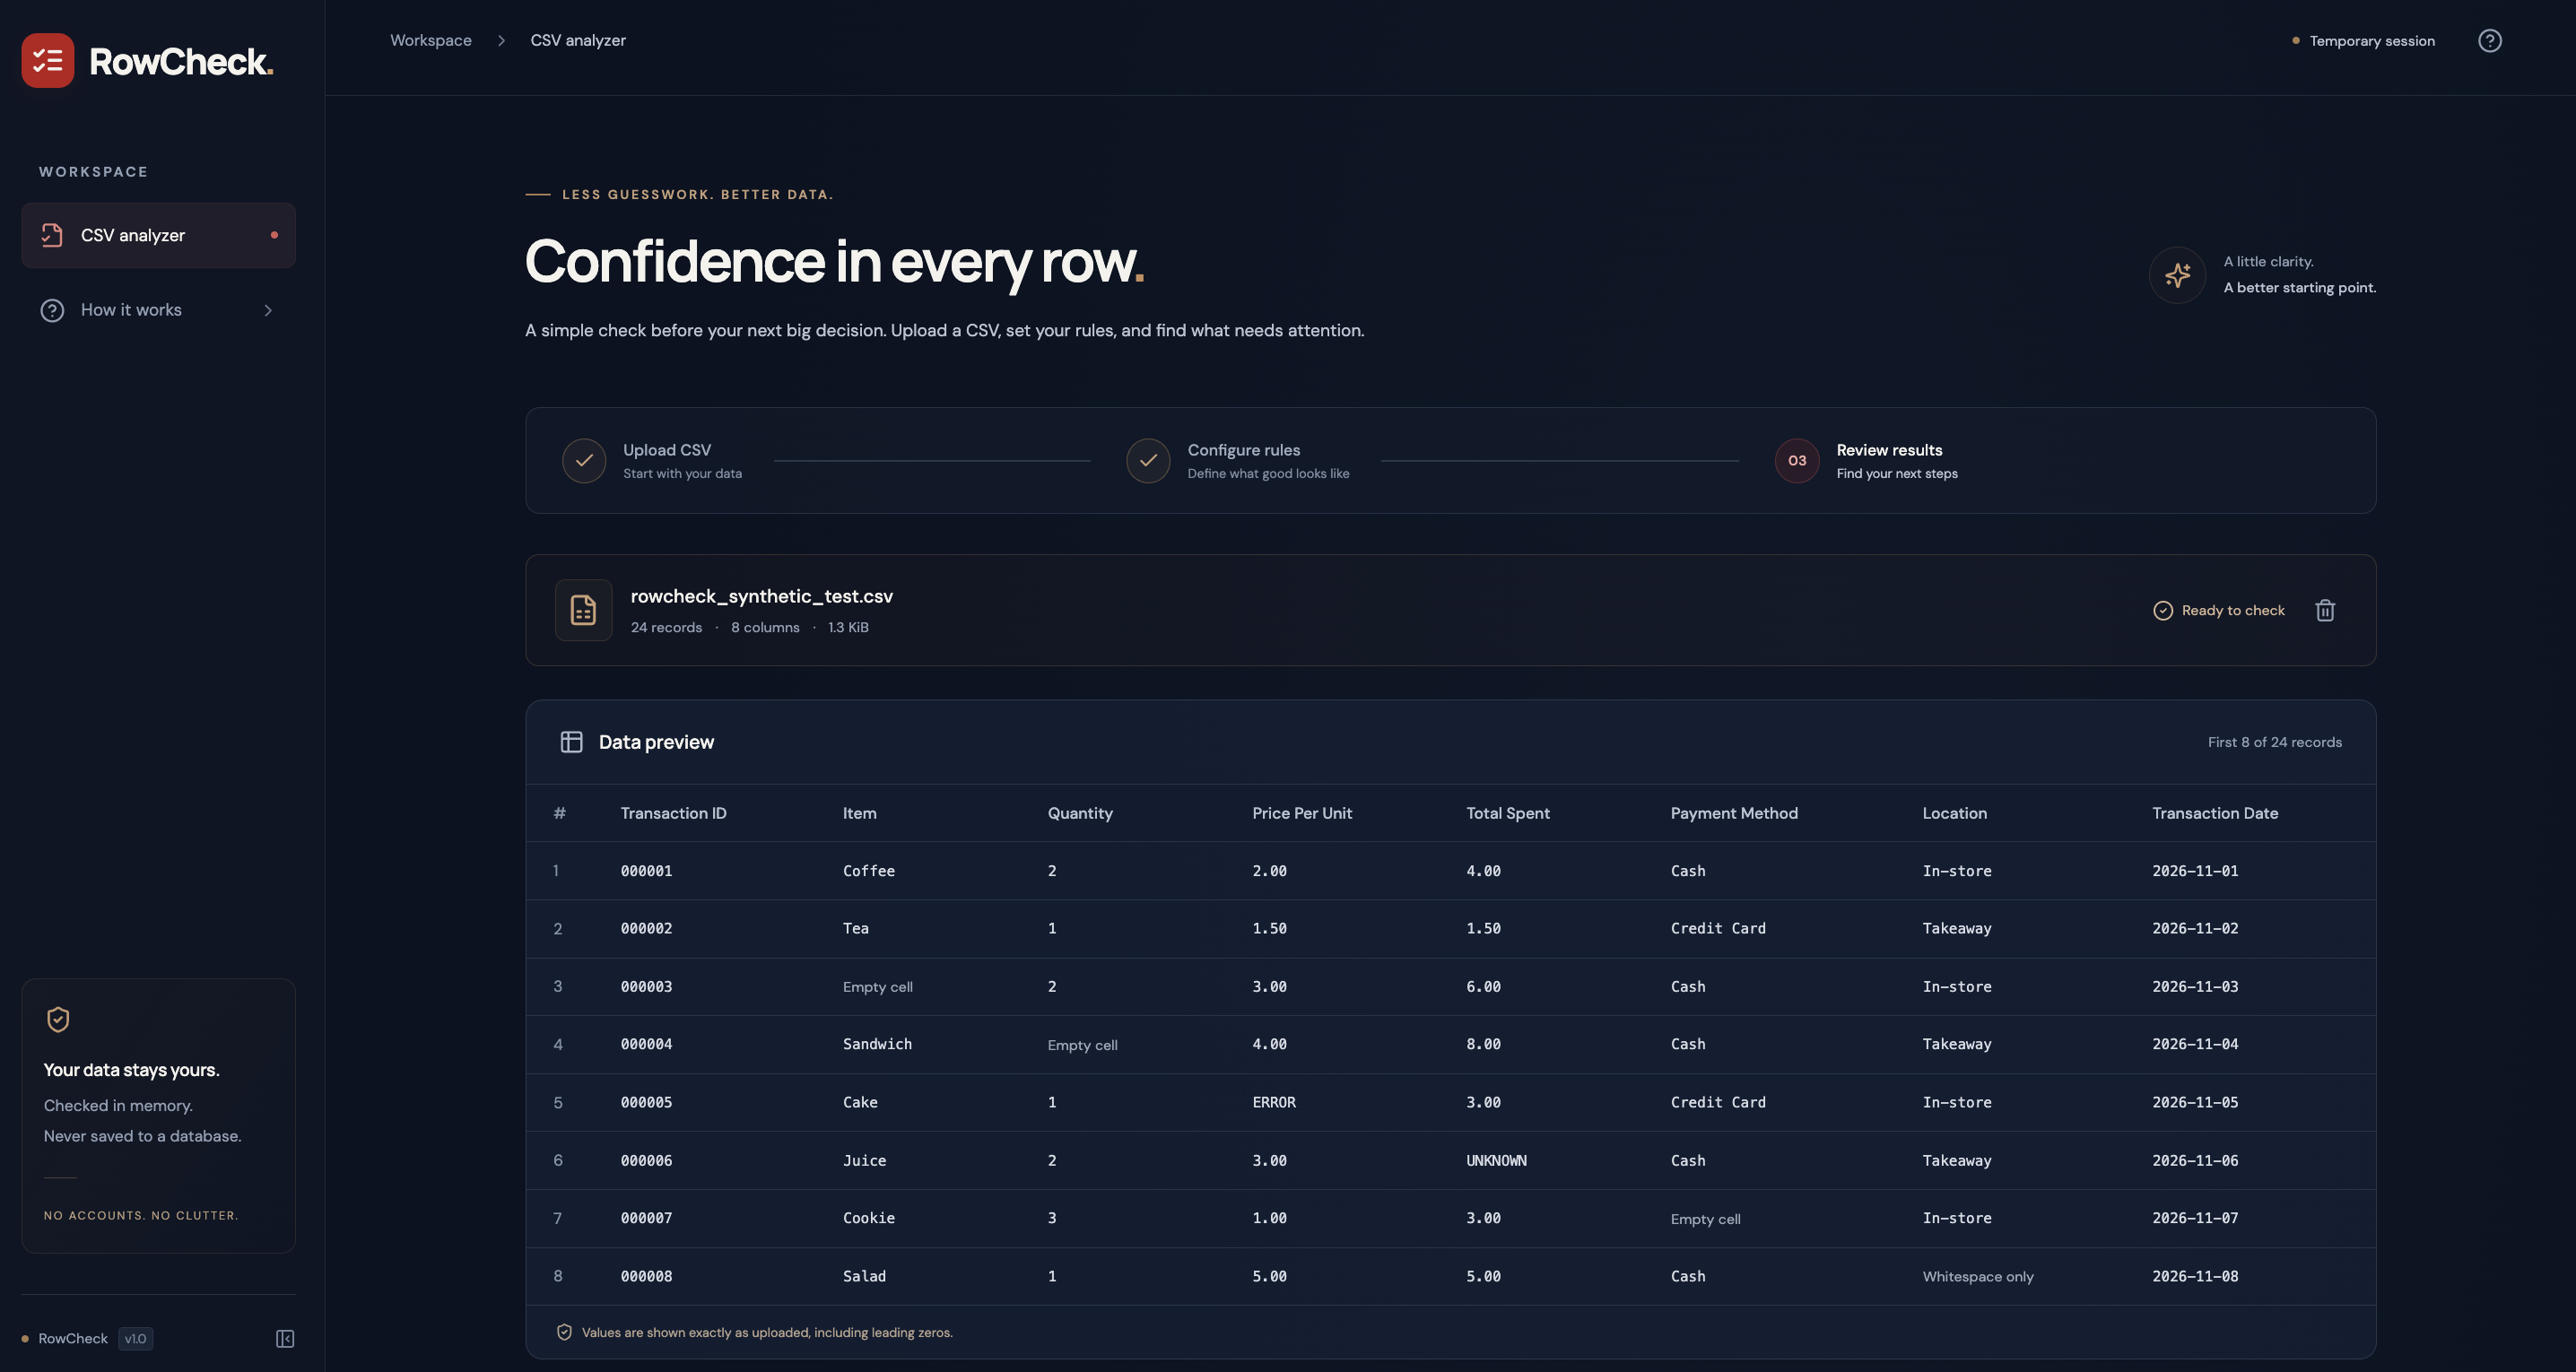 RowCheck.
WORKSPACE
CSV analyzer
How it works
Your data stays yours.
Checked in memory.
Never saved to a database.
NO ACCOUNTS. NO CLUTTER.
RowCheck v1.0
Workspace > CSV analyzer
Temporary session
LESS GUESSWORK. BETTER DATA.
Confidence in every row.
A simple check before your next big decision. Upload a CSV, set your rules, and find what needs attention.
A little clarity.
A better starting point.
Upload CSV
Start with your data
Configure rules
Define what good looks like
03
Review results
Find your next steps
rowcheck_synthetic_test.csv
24 records · 8 columns · 1.3 KiB
Ready to check
Data preview
First 8 of 24 records
# Transaction ID Item Quantity Price Per Unit Total Spent Payment Method Location Transaction Date
1 000001 Coffee 2 2.00 4.00 Cash In-store 2026-11-01
2 000002 Tea 1 1.50 1.50 Credit Card Takeaway 2026-11-02
3 000003 Empty cell 2 3.00 6.00 Cash In-store 2026-11-03
4 000004 Sandwich Empty cell 4.00 8.00 Cash Takeaway 2026-11-04
5 000005 Cake 1 ERROR 3.00 Credit Card In-store 2026-11-05
6 000006 Juice 2 3.00 UNKNOWN Cash Takeaway 2026-11-06
7 000007 Cookie 3 1.00 3.00 Empty cell In-store 2026-11-07
8 000008 Salad 1 5.00 5.00 Cash Whitespace only 2026-11-08
Values are shown exactly as uploaded, including leading zeros.